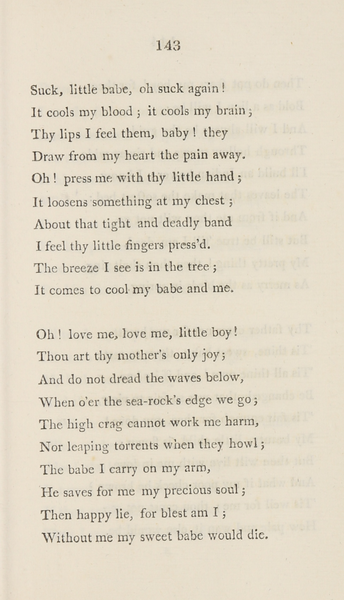 143
Suck, little babe, oh suck again!
It cools my blood; it cools my brain;
Thy lips I feel them, baby! they
Draw from my heart the pain away.
Oh! press me with thy little hand;
It loosens something at my chest;
About that tight and deadly band
I feel thy little fingers press'd.
The breeze I see is in the tree;
It comes to cool my babe and me.
Oh! love me, love me, little boy!
Thou art thy mother's only joy;
And do not dread the waves below,
When o'er the sea-rock's edge we go;
The high crag cannot work me harm,
Nor leaping torrents when they howl;
The babe I carry on my arm,
He saves for me my precious soul;
Then happy lie, for blest am I;
Without me my sweet babe would die.